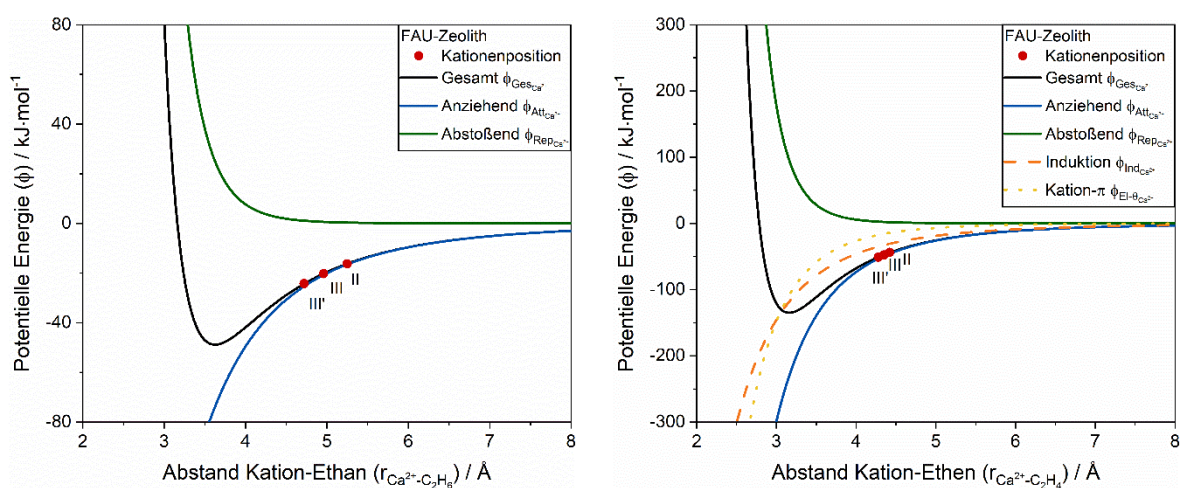 FAU-Zeolith
Kationenposition
Gesamt ϕGesCa²⁺
Anziehend ϕAttCa²⁺
Abstoßend ϕRepCa²⁺
80
40
0
-40
-80
Potentielle Energie (ϕ) / kJ·mol⁻¹
III'
III
II
2
3
4
5
6
7
8
Abstand Kation-Ethan (rCa²⁺-C₂H₆) / Å
FAU-Zeolith
Kationenposition
Gesamt ϕGesCa²⁺
Anziehend ϕAttCa²⁺
Abstoßend ϕRepCa²⁺
Induktion ϕIndCa²⁺
Kation-π ϕEl-θCa²⁺
300
200
100
0
-100
-200
-300
Potentielle Energie (ϕ) / kJ·mol⁻¹
III'
III
II
2
3
4
5
6
7
8
Abstand Kation-Ethen (rCa²⁺-C₂H₄) / Å